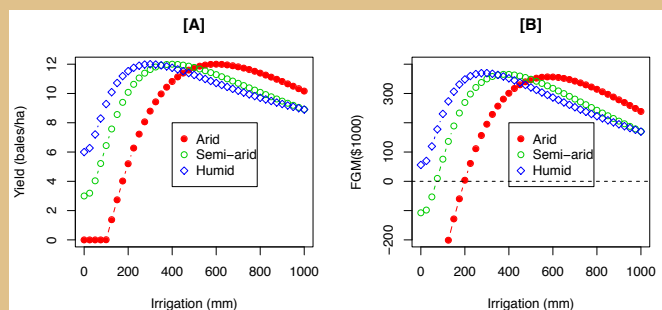 [A]
Yield (bales/ha)
12
10
8
6
4
2
0
Arid
Semi−arid
Humid
0 200 400 600 800 1000
Irrigation (mm)
[B]
FGM($1000)
400
200
0
−200
Arid
Semi−arid
Humid
0 200 400 600 800 1000
Irrigation (mm)